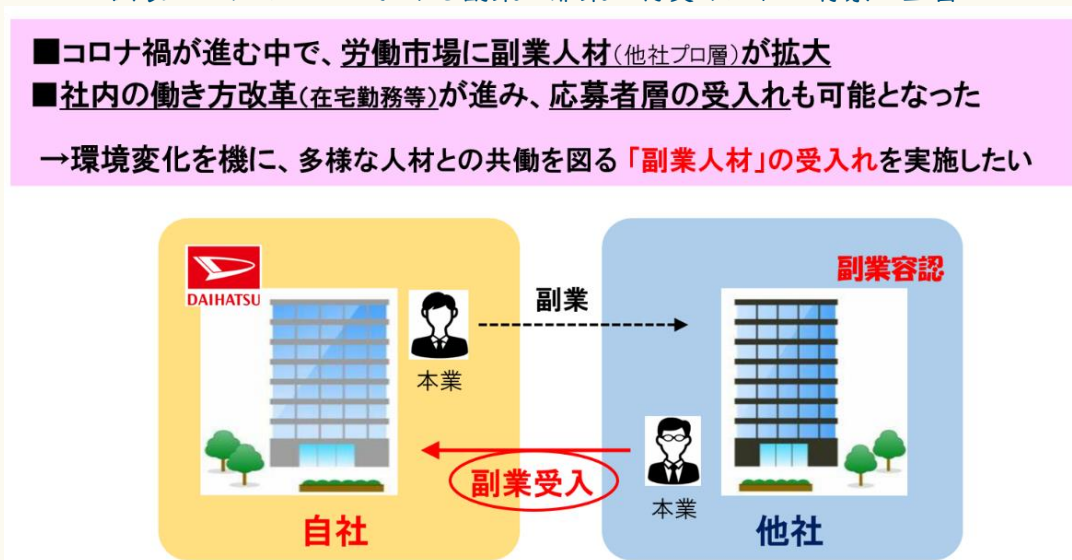 ■コロナ禍が進む中で、労働市場に副業人材(他社プロ層)が拡大
■社内の働き方改革(在宅勤務等)が進み、応募者層の受入れも可能となった
→環境変化を機に、多様な人材との共働を図る「副業人材」の受入れを実施したい
DAIHATSU
副業容認
副業
本業
副業受入
本業
自社
他社